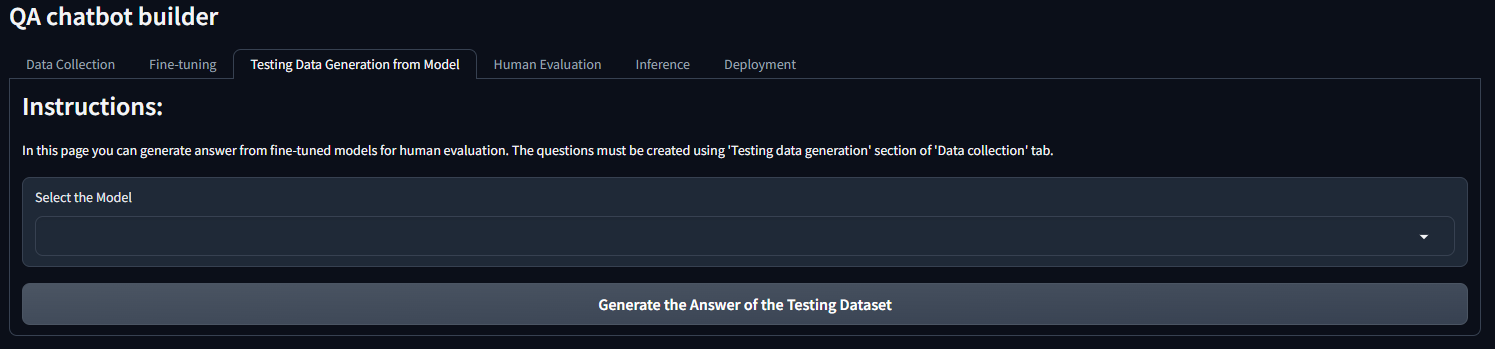 QA chatbot builder
Data Collection Fine-tuning Testing Data Generation from Model Human Evaluation Inference Deployment
Instructions:
In this page you can generate answer from fine-tuned models for human evaluation. The questions must be created using 'Testing data generation' section of 'Data collection' tab.
Select the Model
Generate the Answer of the Testing Dataset